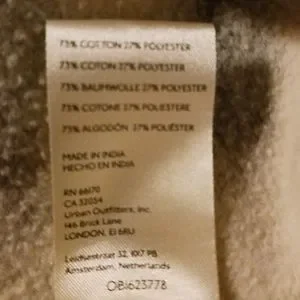 73% COTTON 27% POLYESTER
73% COTON 27% POLYESTER
73% BAUMWOLLE 27% POLYESTER
73% COTONE 27% POLIESTERE
73% ALGODÓN 27% POLIÉSTER
MADE IN INDIA
HECHO EN INDIA
RN 66170
CA 32054
Urban Outfitters, Inc.
146 Brick Lane
LONDON, E1 6RU
Leidsestraat 32, 1017 PB
Amsterdam, Netherlands
OB1623778